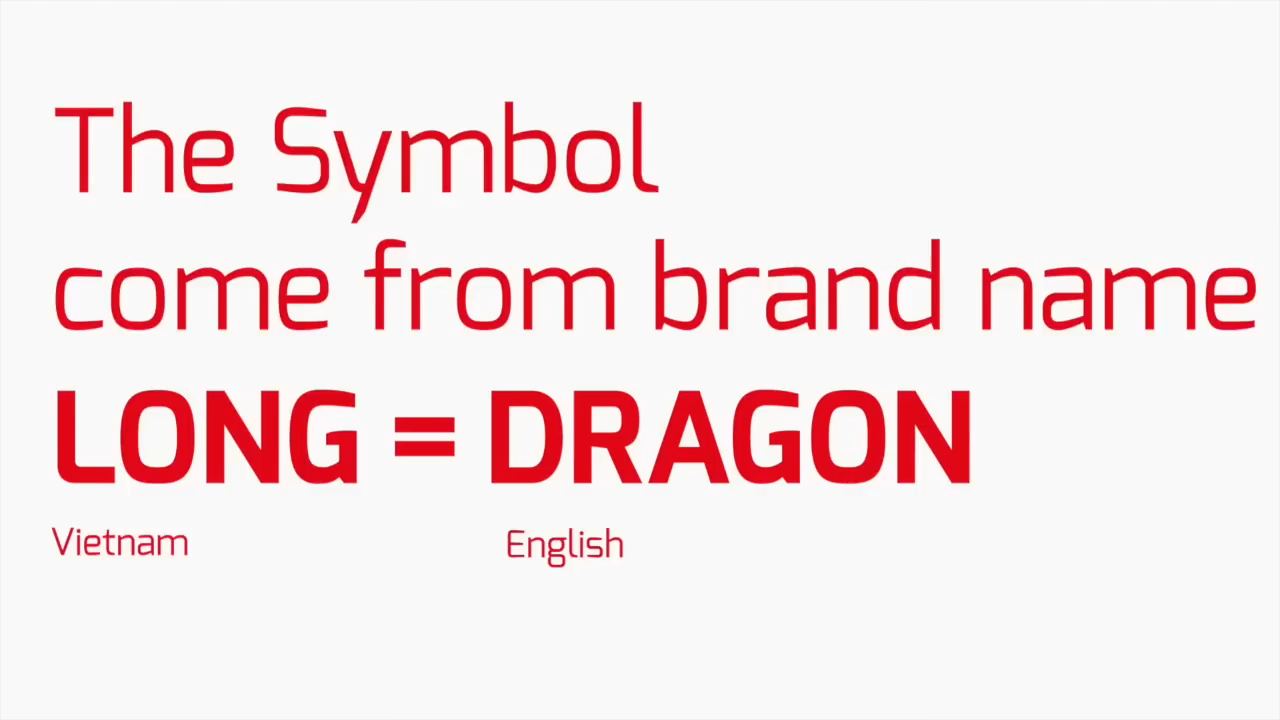 The Symbol
come from brand name
LONG = DRAGON
Vietnam English